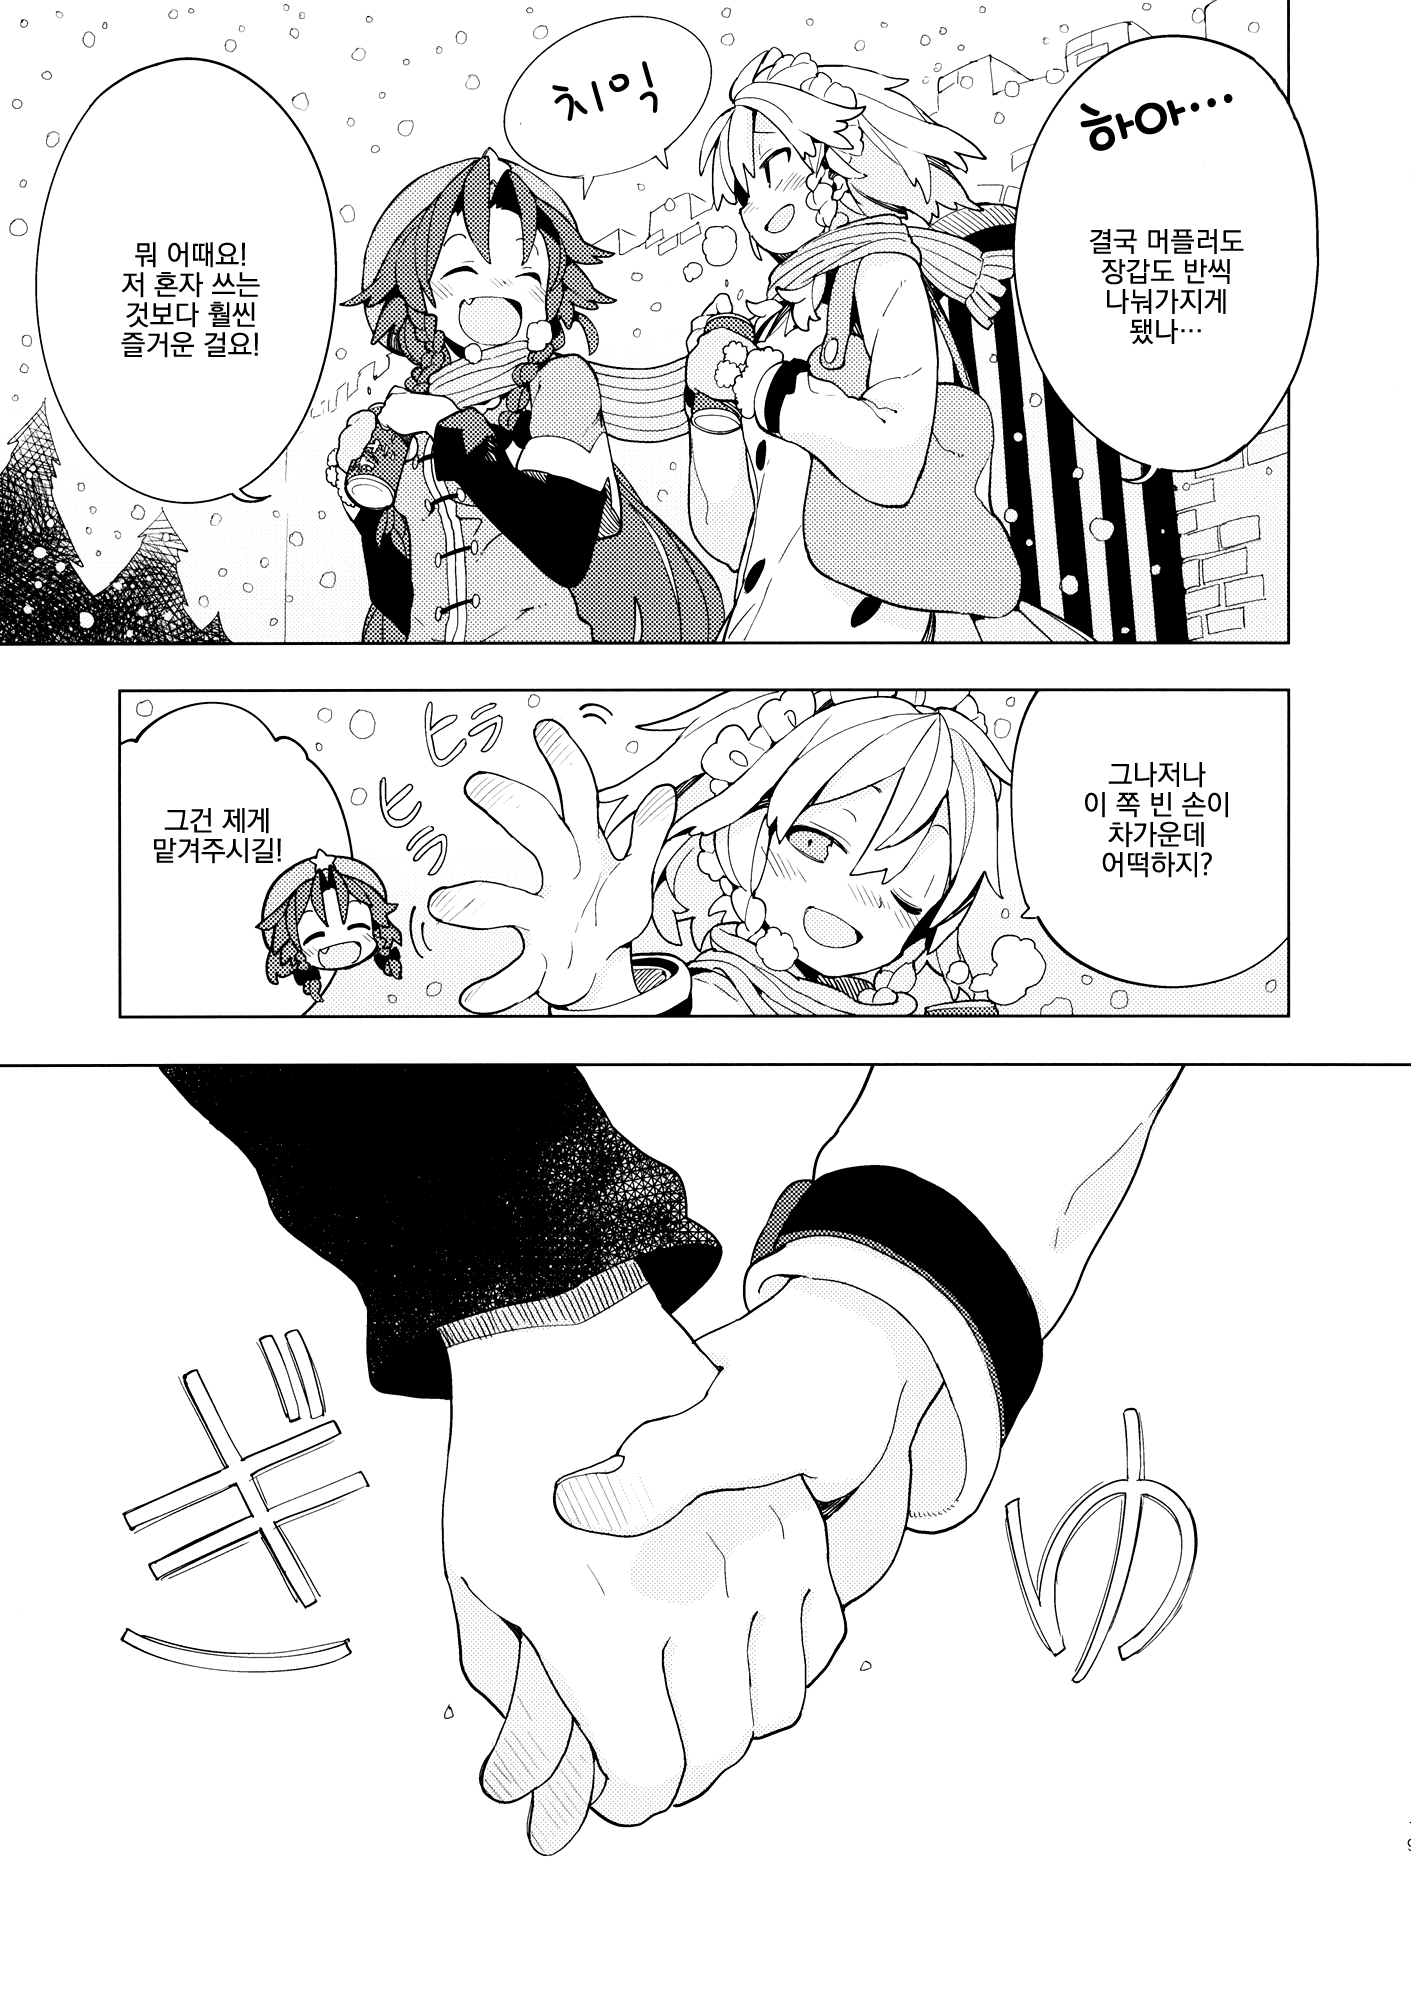 하아…
결국 머플러도
장갑도 반씩
나눠가지게
됐나…
치익
뭐 어때요!
저 혼자 쓰는
것보다 훨씬
즐거운 걸요!
그나저나
이 쪽 빈 손이
차가운데
어떡하지?
ヒラ
ヒラ
그건 제게
맡겨주시길!
ゆ
ぎ